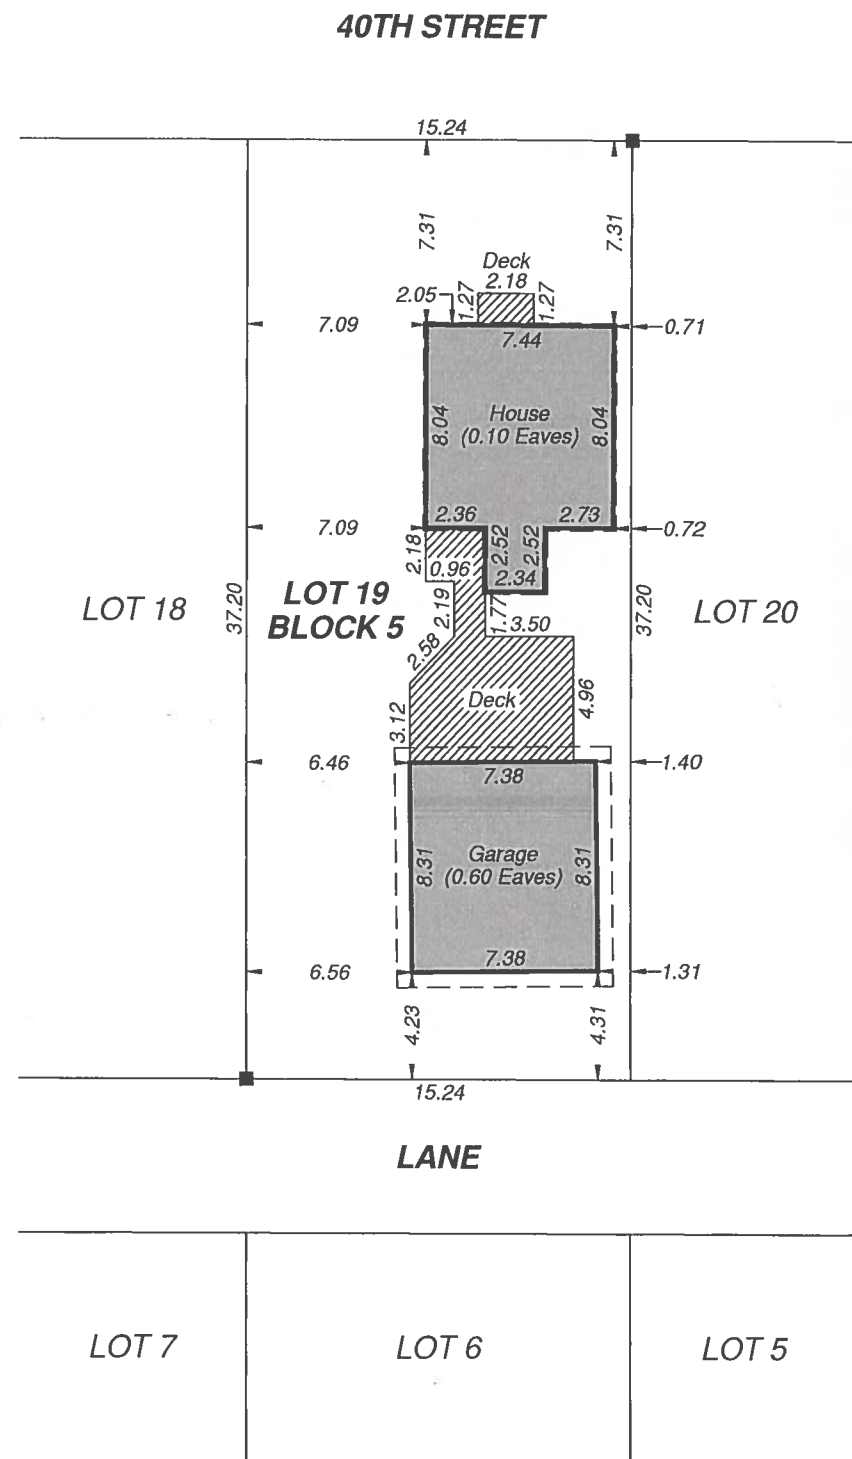 40TH STREET
15.24
7.31
7.31
Deck
2.18
2.05
1.27
1.27
7.09
0.71
7.44
8.04
House
(0.10 Eaves)
8.04
2.36
2.73
7.09
0.72
2.18
2.52
2.52
0.96
2.34
LOT 18
37.20
LOT 19
BLOCK 5
2.19
1.77
3.50
37.20
LOT 20
2.58
3.12
Deck
4.96
6.46
7.38
1.40
8.31
Garage
(0.60 Eaves)
8.31
7.38
6.56
1.31
4.23
4.31
15.24
LANE
LOT 7
LOT 6
LOT 5